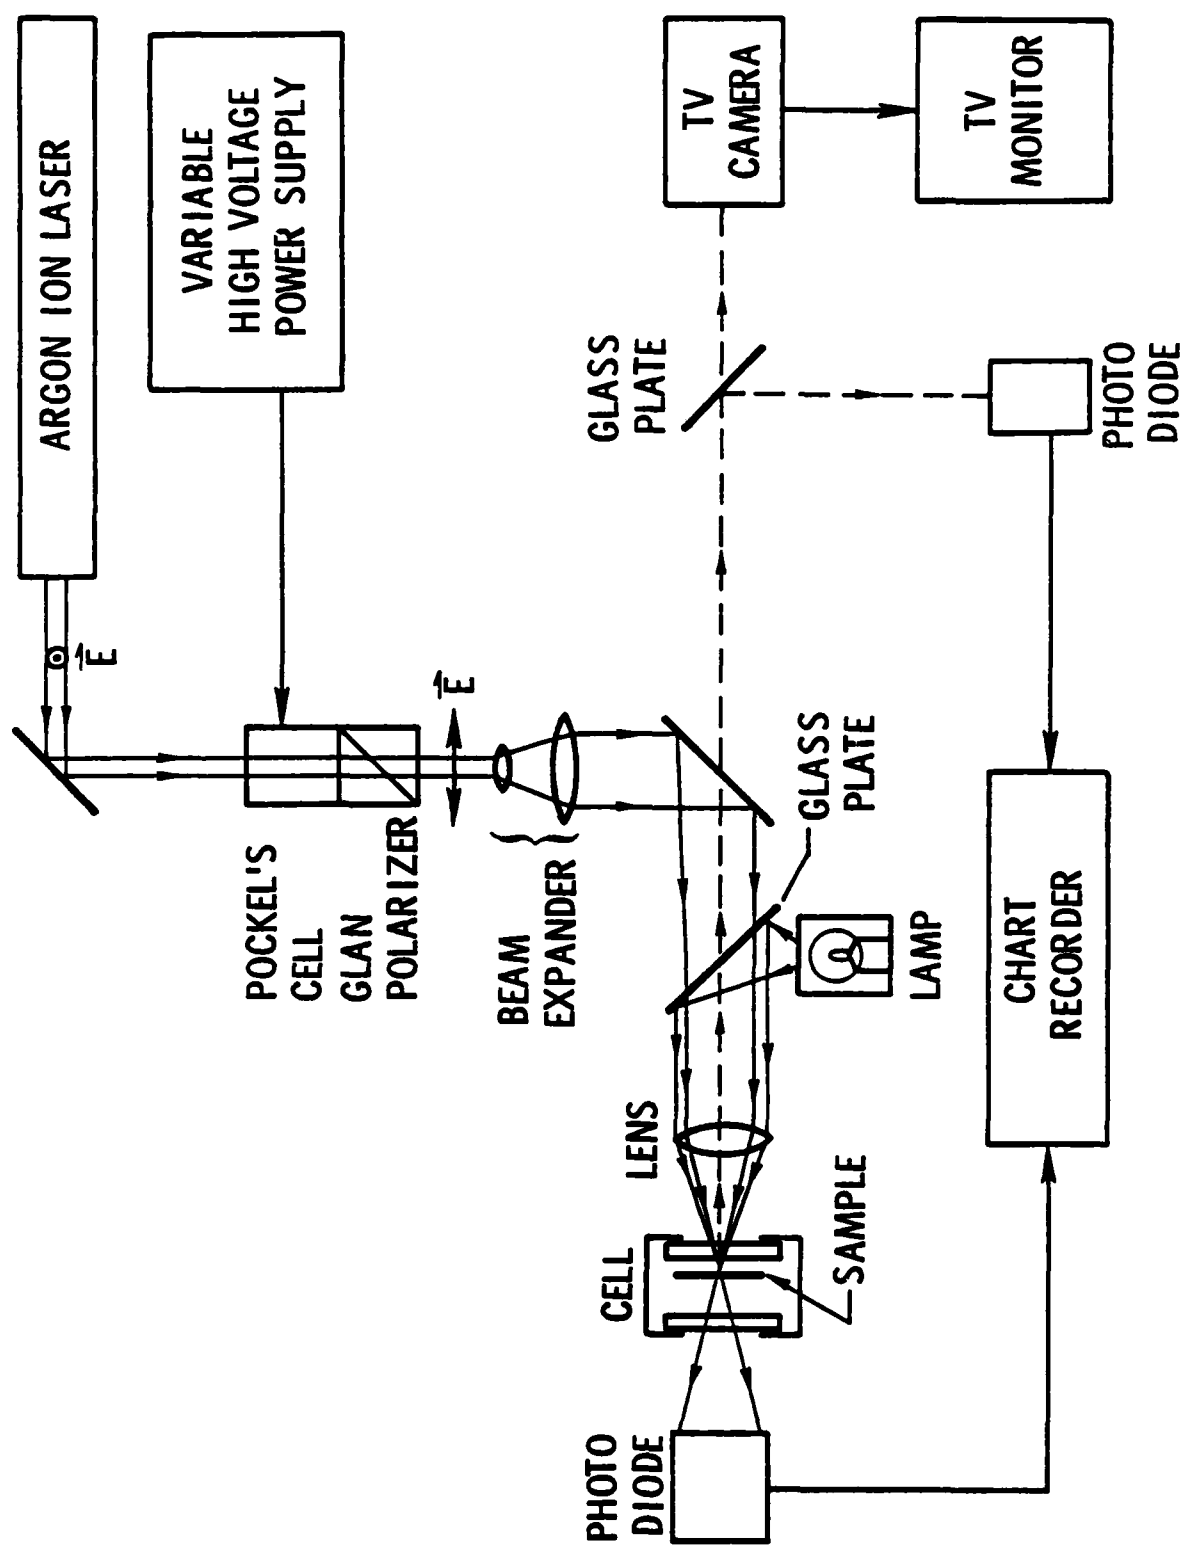 ARGON ION LASER
VARIABLE
HIGH VOLTAGE
POWER SUPPLY
E
POCKEL'S
CELL
GLAN
POLARIZER
E
BEAM
EXPANDER
TV
CAMERA
TV
MONITOR
GLASS
PLATE
PHOTO
DIODE
GLASS
PLATE
LAMP
LENS
CELL
SAMPLE
PHOTO
DIODE
CHART
RECORDER